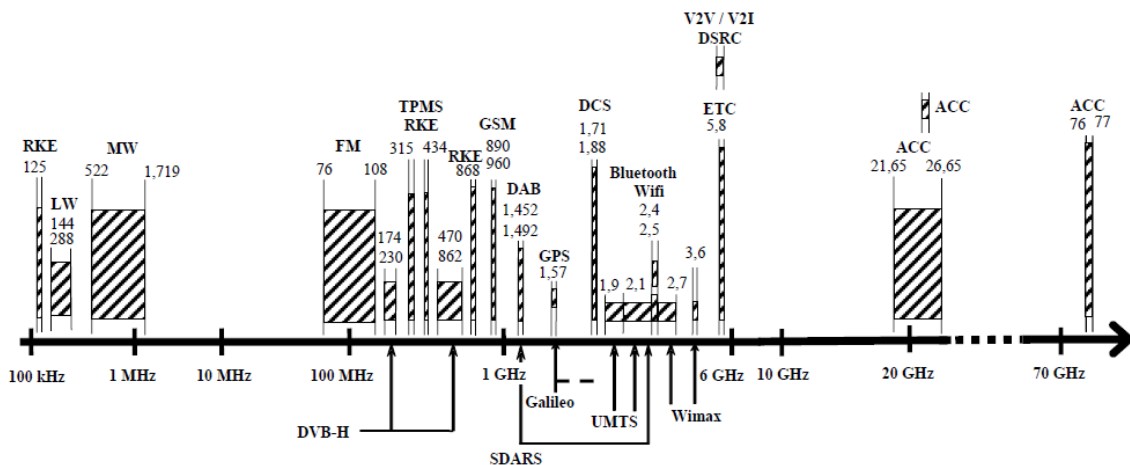 V2V / V2I
DSRC
TPMS
RKE
GSM
DCS
ETC
ACC
ACC
RKE
MW
FM
315
434
RKE
890
960
1,71
1,88
5,8
ACC
76 77
125
522
1,719
76
108
868
DAB
Bluetooth
Wifi
21,65
26,65
LW
144
288
174
230
470
862
1,452
1,492
2,4
2,5
GPS
1,57
1,9
2,1
2,7
3,6
100 kHz
1 MHz
10 MHz
100 MHz
1 GHz
6 GHz
10 GHz
20 GHz
70 GHz
Galileo
UMTS
Wimax
DVB-H
SDARS